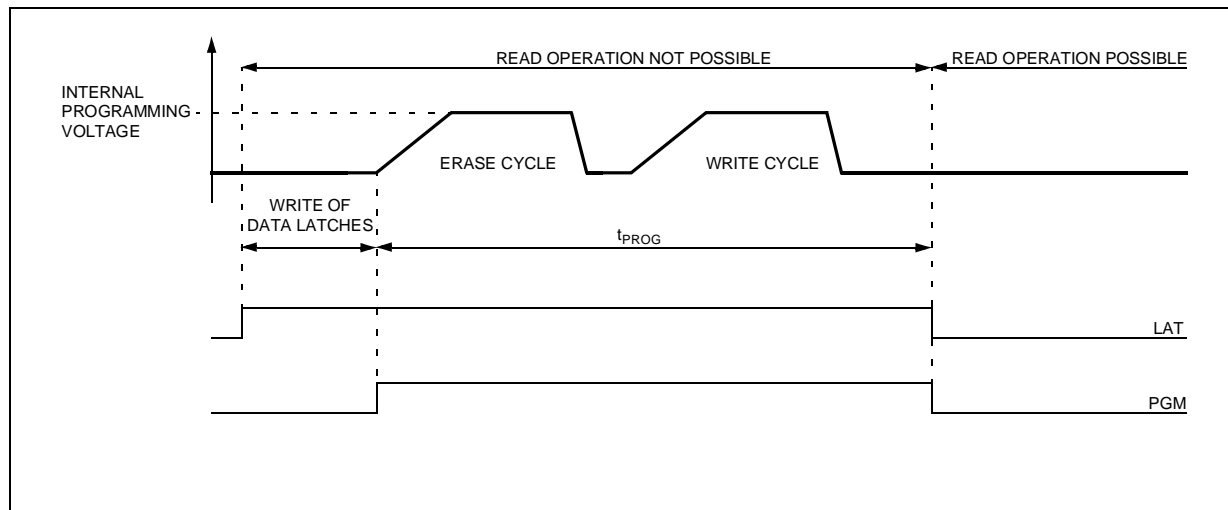 READ OPERATION NOT POSSIBLE
READ OPERATION POSSIBLE
INTERNAL
PROGRAMMING
VOLTAGE
ERASE CYCLE
WRITE CYCLE
WRITE OF
DATA LATCHES
tPROG
LAT
PGM